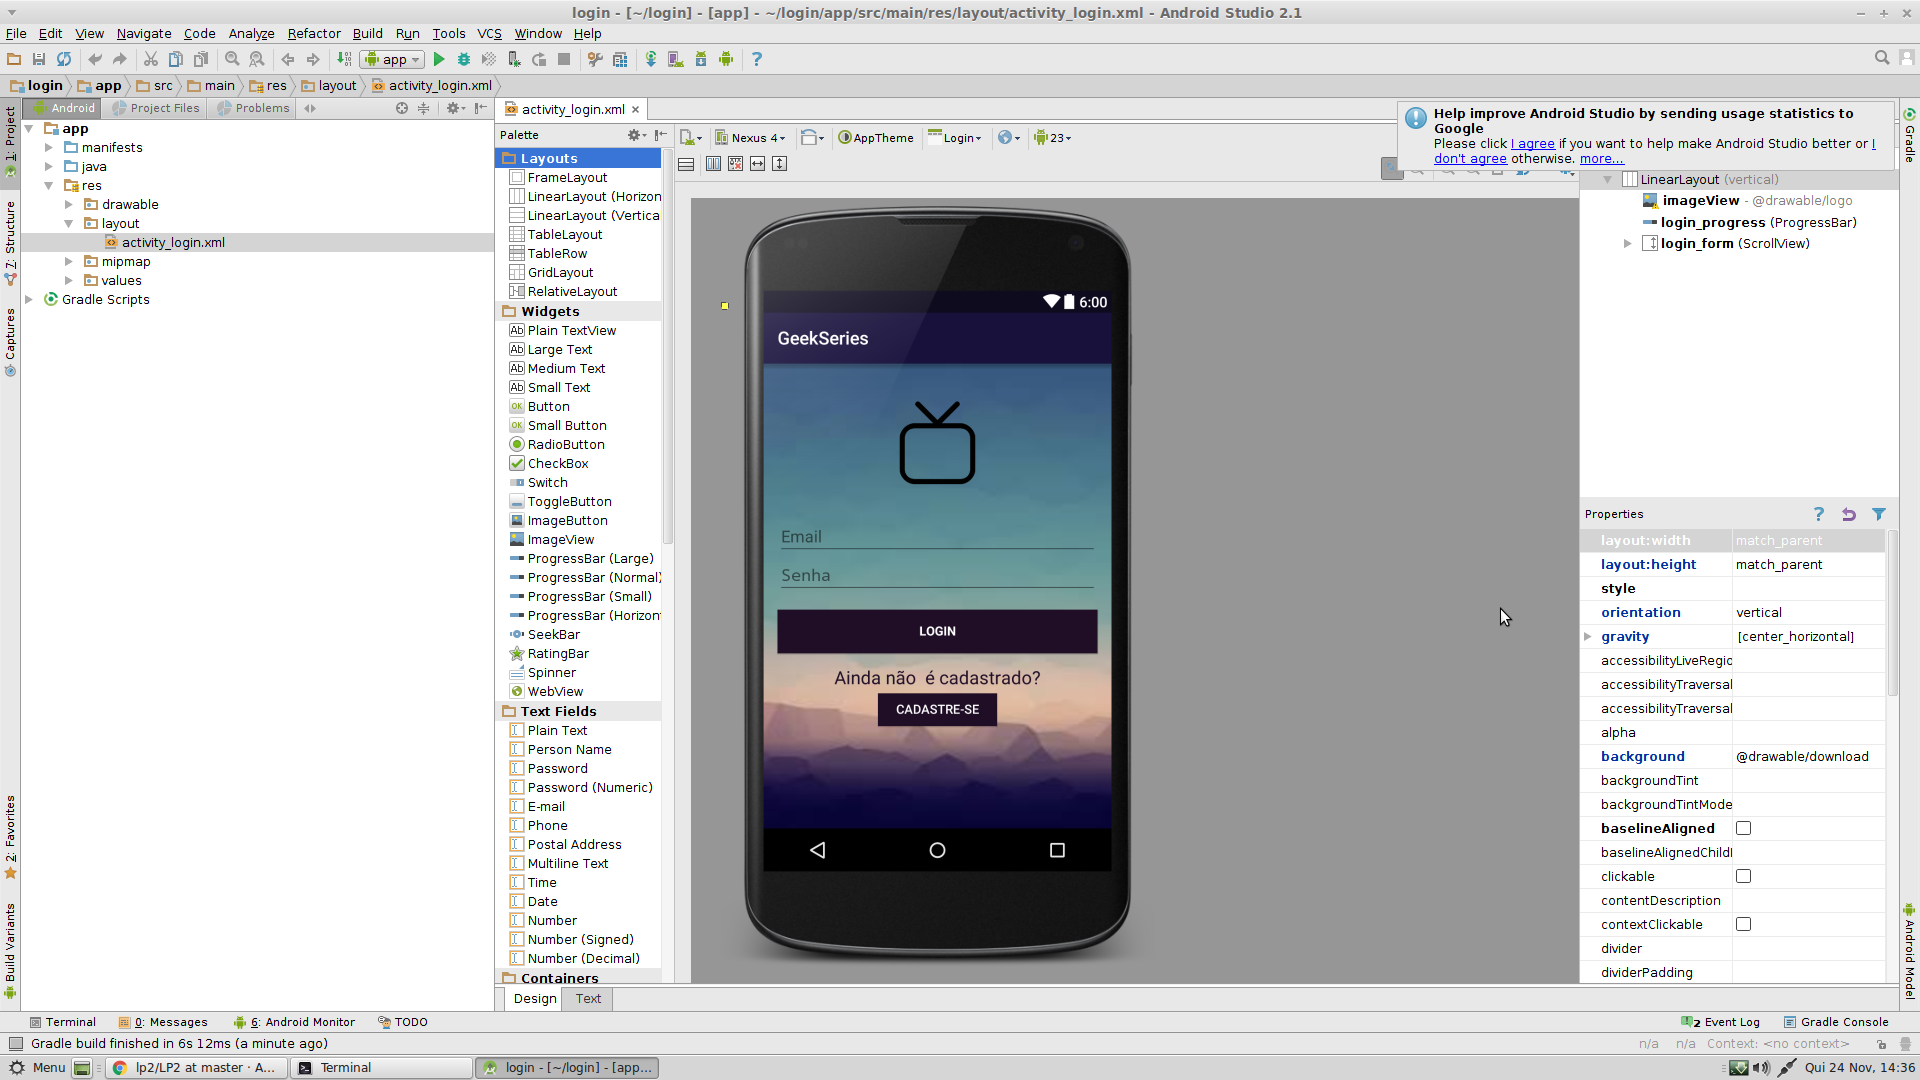 login - [~/login] - [app] - ~/login/app/src/main/res/layout/activity_login.xml - Android Studio 2.1
File Edit View Navigate Code Analyze Refactor Build Run Tools VCS Window Help
app
login app src main res layout activity_login.xml
Android Project Files Problems
activity_login.xml
1: Project
7: Structure
Captures
2: Favorites
Build Variants
app
manifests
java
res
drawable
layout
activity_login.xml
mipmap
values
Gradle Scripts
Palette
Layouts
FrameLayout
LinearLayout (Horizon
LinearLayout (Vertica
TableLayout
TableRow
GridLayout
RelativeLayout
Widgets
Plain TextView
Large Text
Medium Text
Small Text
Button
Small Button
RadioButton
CheckBox
Switch
ToggleButton
ImageButton
ImageView
ProgressBar (Large)
ProgressBar (Normal)
ProgressBar (Small)
ProgressBar (Horizon
SeekBar
RatingBar
Spinner
WebView
Text Fields
Plain Text
Person Name
Password
Password (Numeric)
E-mail
Phone
Postal Address
Multiline Text
Time
Date
Number
Number (Signed)
Number (Decimal)
Containers
Nexus 4 AppTheme Login 23
6:00
GeekSeries
Email
Senha
LOGIN
Ainda não  é cadastrado?
CADASTRE-SE
Design Text
Help improve Android Studio by sending usage statistics to
Google
Please click I agree if you want to help make Android Studio better or I
don't agree otherwise. more...
LinearLayout (vertical)
imageView - @drawable/logo
login_progress (ProgressBar)
login_form (ScrollView)
Properties
layout:width match_parent
layout:height match_parent
style
orientation vertical
gravity [center_horizontal]
accessibilityLiveRegio
accessibilityTraversal
accessibilityTraversal
alpha
background @drawable/download
backgroundTint
backgroundTintMode
baselineAligned
baselineAlignedChildI
clickable
contentDescription
contextClickable
divider
dividerPadding
Gradle
Android Model
Terminal 0: Messages 6: Android Monitor TODO
2 Event Log Gradle Console
Gradle build finished in 6s 12ms (a minute ago)
n/a n/a Context: <no context>
Menu lp2/LP2 at master · A... Terminal login - [~/login] - [app...
Qui 24 Nov, 14:36